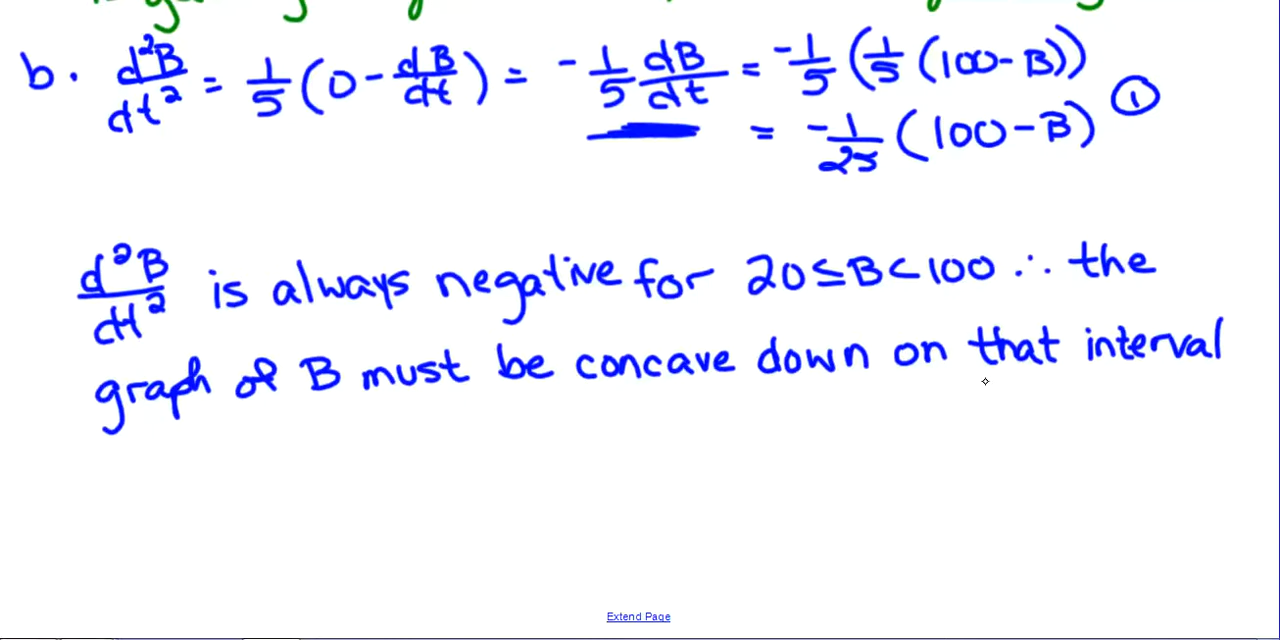 b. d²B/dt² = 1/5 (0 - dB/dt) = -1/5 dB/dt = -1/5 (1/5 (100 - B))
= -1/25 (100 - B) ①
d²B/dt² is always negative for 20 ≤ B < 100 ∴ the
graph of B must be concave down on that interval
Extend Page